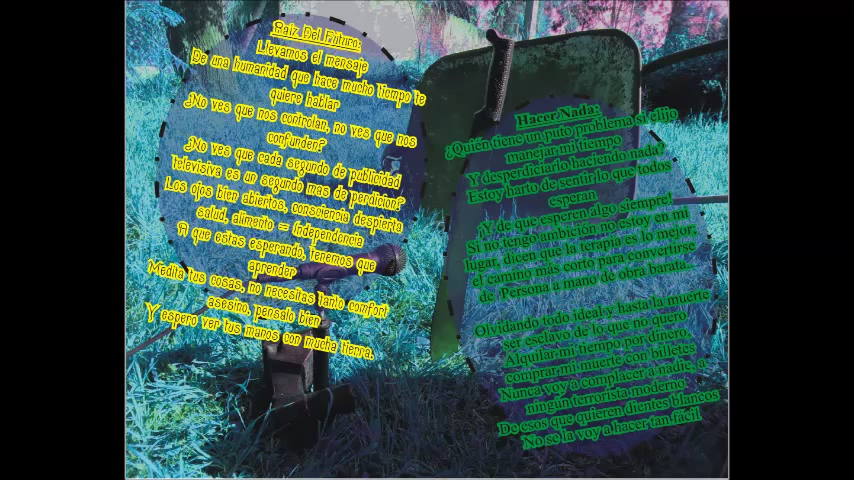 Raíz Del Futuro:
Llevamos el mensaje
De una humanidad que hace mucho tiempo te
quiere hablar
¿No ves que nos controlan, no ves que nos
confunden?
¿No ves que cada segundo de publicidad
televisiva es un segundo mas de perdicion?
Los ojos bien abiertos, consciencia despierta
salud, alimento = Independencia
A que estas esperando, tenemos que
aprender
Medita tus cosas, no necesitas tanto comfort
asesino, pensalo bien
Y espero ver tus manos con mucha tierra.
Hacer Nada:
¿Quién tiene un puto problema si elijo
manejar mi tiempo
Y desperdiciarlo haciendo nada?
Estoy harto de sentir lo que todos
esperan
¡Y de que esperen algo siempre!
Si no tengo ambición no estoy en mi
lugar, dicen que la terapia es lo mejor,
el camino más corto para convertirse
de Persona a mano de obra barata.
Olvidando todo ideal y hasta la muerte
ser esclavo de lo que no quero
Alquilar mi tiempo por dinero,
comprar mi muerte con billetes
Nunca voy a complacer a nadie, a
ningún terrorista moderno
De esos que quieren dientes blancos
No se la voy a hacer tan fácil